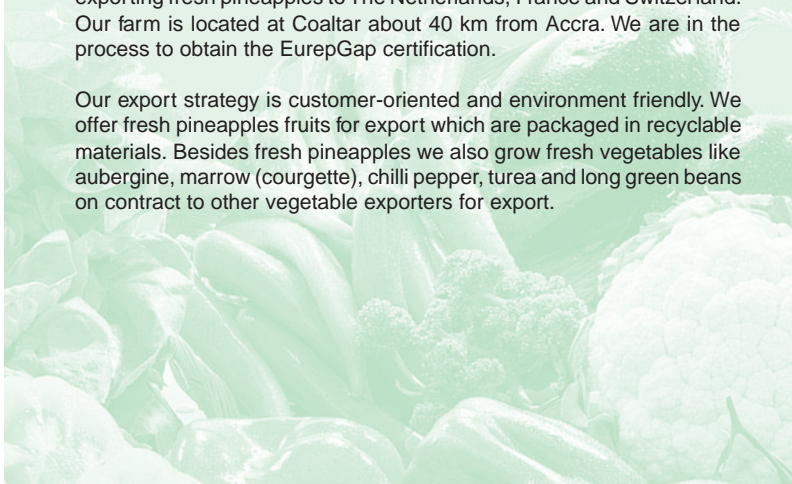 exporting fresh pineapples to The Netherlands, France and Switzerland.
Our farm is located at Coaltar about 40 km from Accra. We are in the
process to obtain the EurepGap certification.
Our export strategy is customer-oriented and environment friendly. We
offer fresh pineapples fruits for export which are packaged in recyclable
materials. Besides fresh pineapples we also grow fresh vegetables like
aubergine, marrow (courgette), chilli pepper, turea and long green beans
on contract to other vegetable exporters for export.